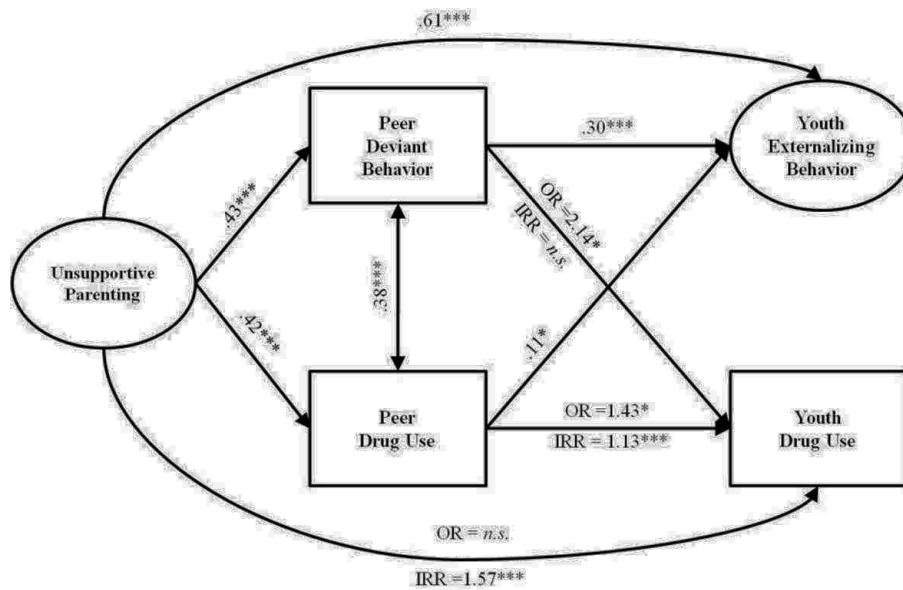 .61***
Peer
Deviant
Behavior
.30***
Youth
Externalizing
Behavior
.43***
OR =2.14*
IRR = n.s.
Unsupportive
Parenting
.38***
.42***
.11*
Peer
Drug Use
OR =1.43*
IRR = 1.13***
Youth
Drug Use
OR = n.s.
IRR =1.57***